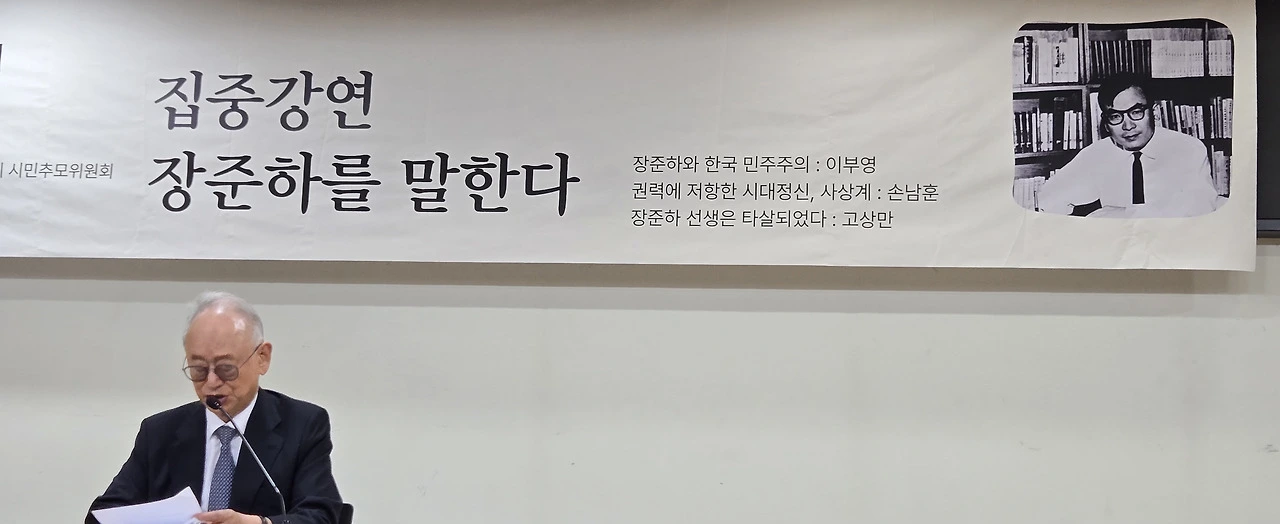 시민추모위원회
집중강연
장준하를 말한다
장준하와 한국 민주주의 : 이부영
권력에 저항한 시대정신, 사상계 : 손남훈
장준하 선생은 타살되었다 : 고상만